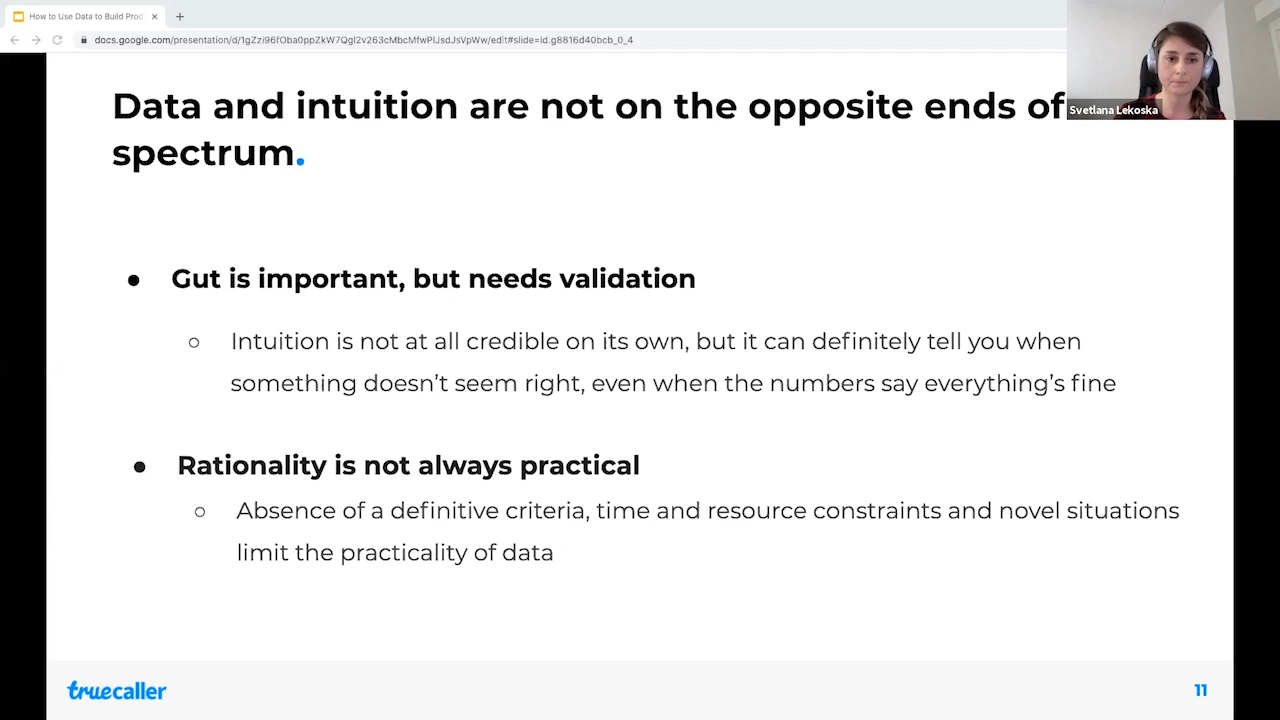 How to Use Data to Build Prod
docs.google.com/presentation/d/1gZzi96fOba0ppZkW7QgI2v263cMbcMfwPlJsdJsVpWw/edit#slide=id.g8816d40bcb_0_4
Svetlana Lekoska
Data and intuition are not on the opposite ends of
spectrum.
● Gut is important, but needs validation
○ Intuition is not at all credible on its own, but it can definitely tell you when
something doesn’t seem right, even when the numbers say everything’s fine
● Rationality is not always practical
○ Absence of a definitive criteria, time and resource constraints and novel situations
limit the practicality of data
truecaller
11